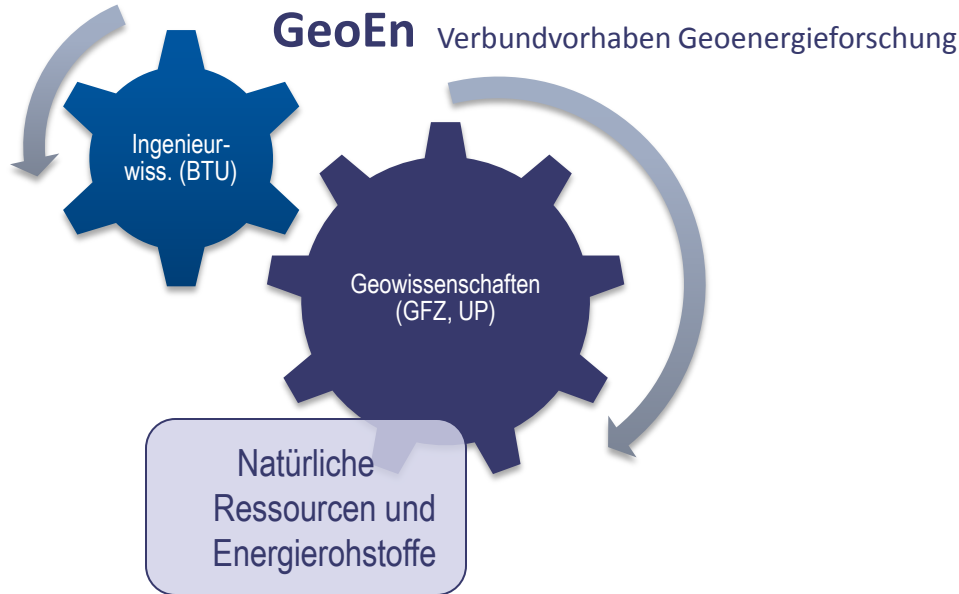 GeoEn Verbundvorhaben Geoenergieforschung
Ingenieur-
wiss. (BTU)
Geowissenschaften
(GFZ, UP)
Natürliche
Ressourcen und
Energierohstoffe